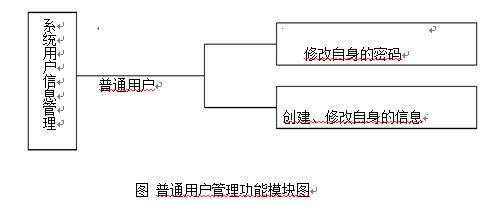 系统用户信息管理
普通用户
修改自身的密码
创建、修改自身的信息
图 普通用户管理功能模块图